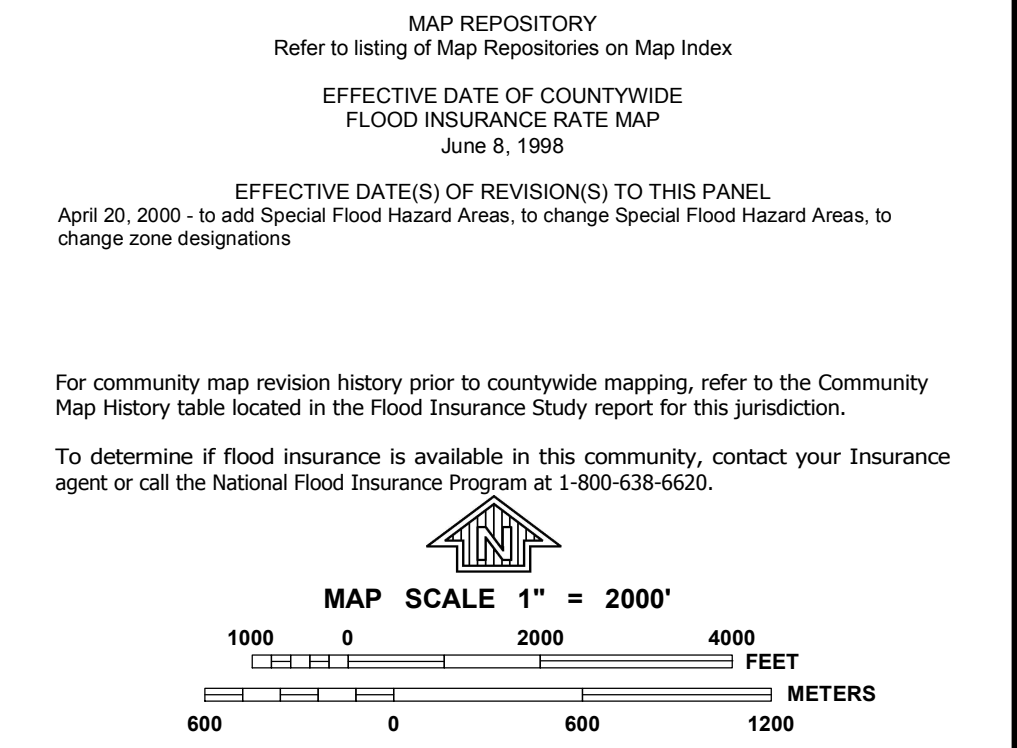 MAP REPOSITORY
Refer to listing of Map Repositories on Map Index
EFFECTIVE DATE OF COUNTYWIDE
FLOOD INSURANCE RATE MAP
June 8, 1998
EFFECTIVE DATE(S) OF REVISION(S) TO THIS PANEL
April 20, 2000 - to add Special Flood Hazard Areas, to change Special Flood Hazard Areas, to
change zone designations
For community map revision history prior to countywide mapping, refer to the Community
Map History table located in the Flood Insurance Study report for this jurisdiction.
To determine if flood insurance is available in this community, contact your Insurance
agent or call the National Flood Insurance Program at 1-800-638-6620.
N
MAP SCALE 1" = 2000'
1000 0 2000 4000
FEET
METERS
600 0 600 1200